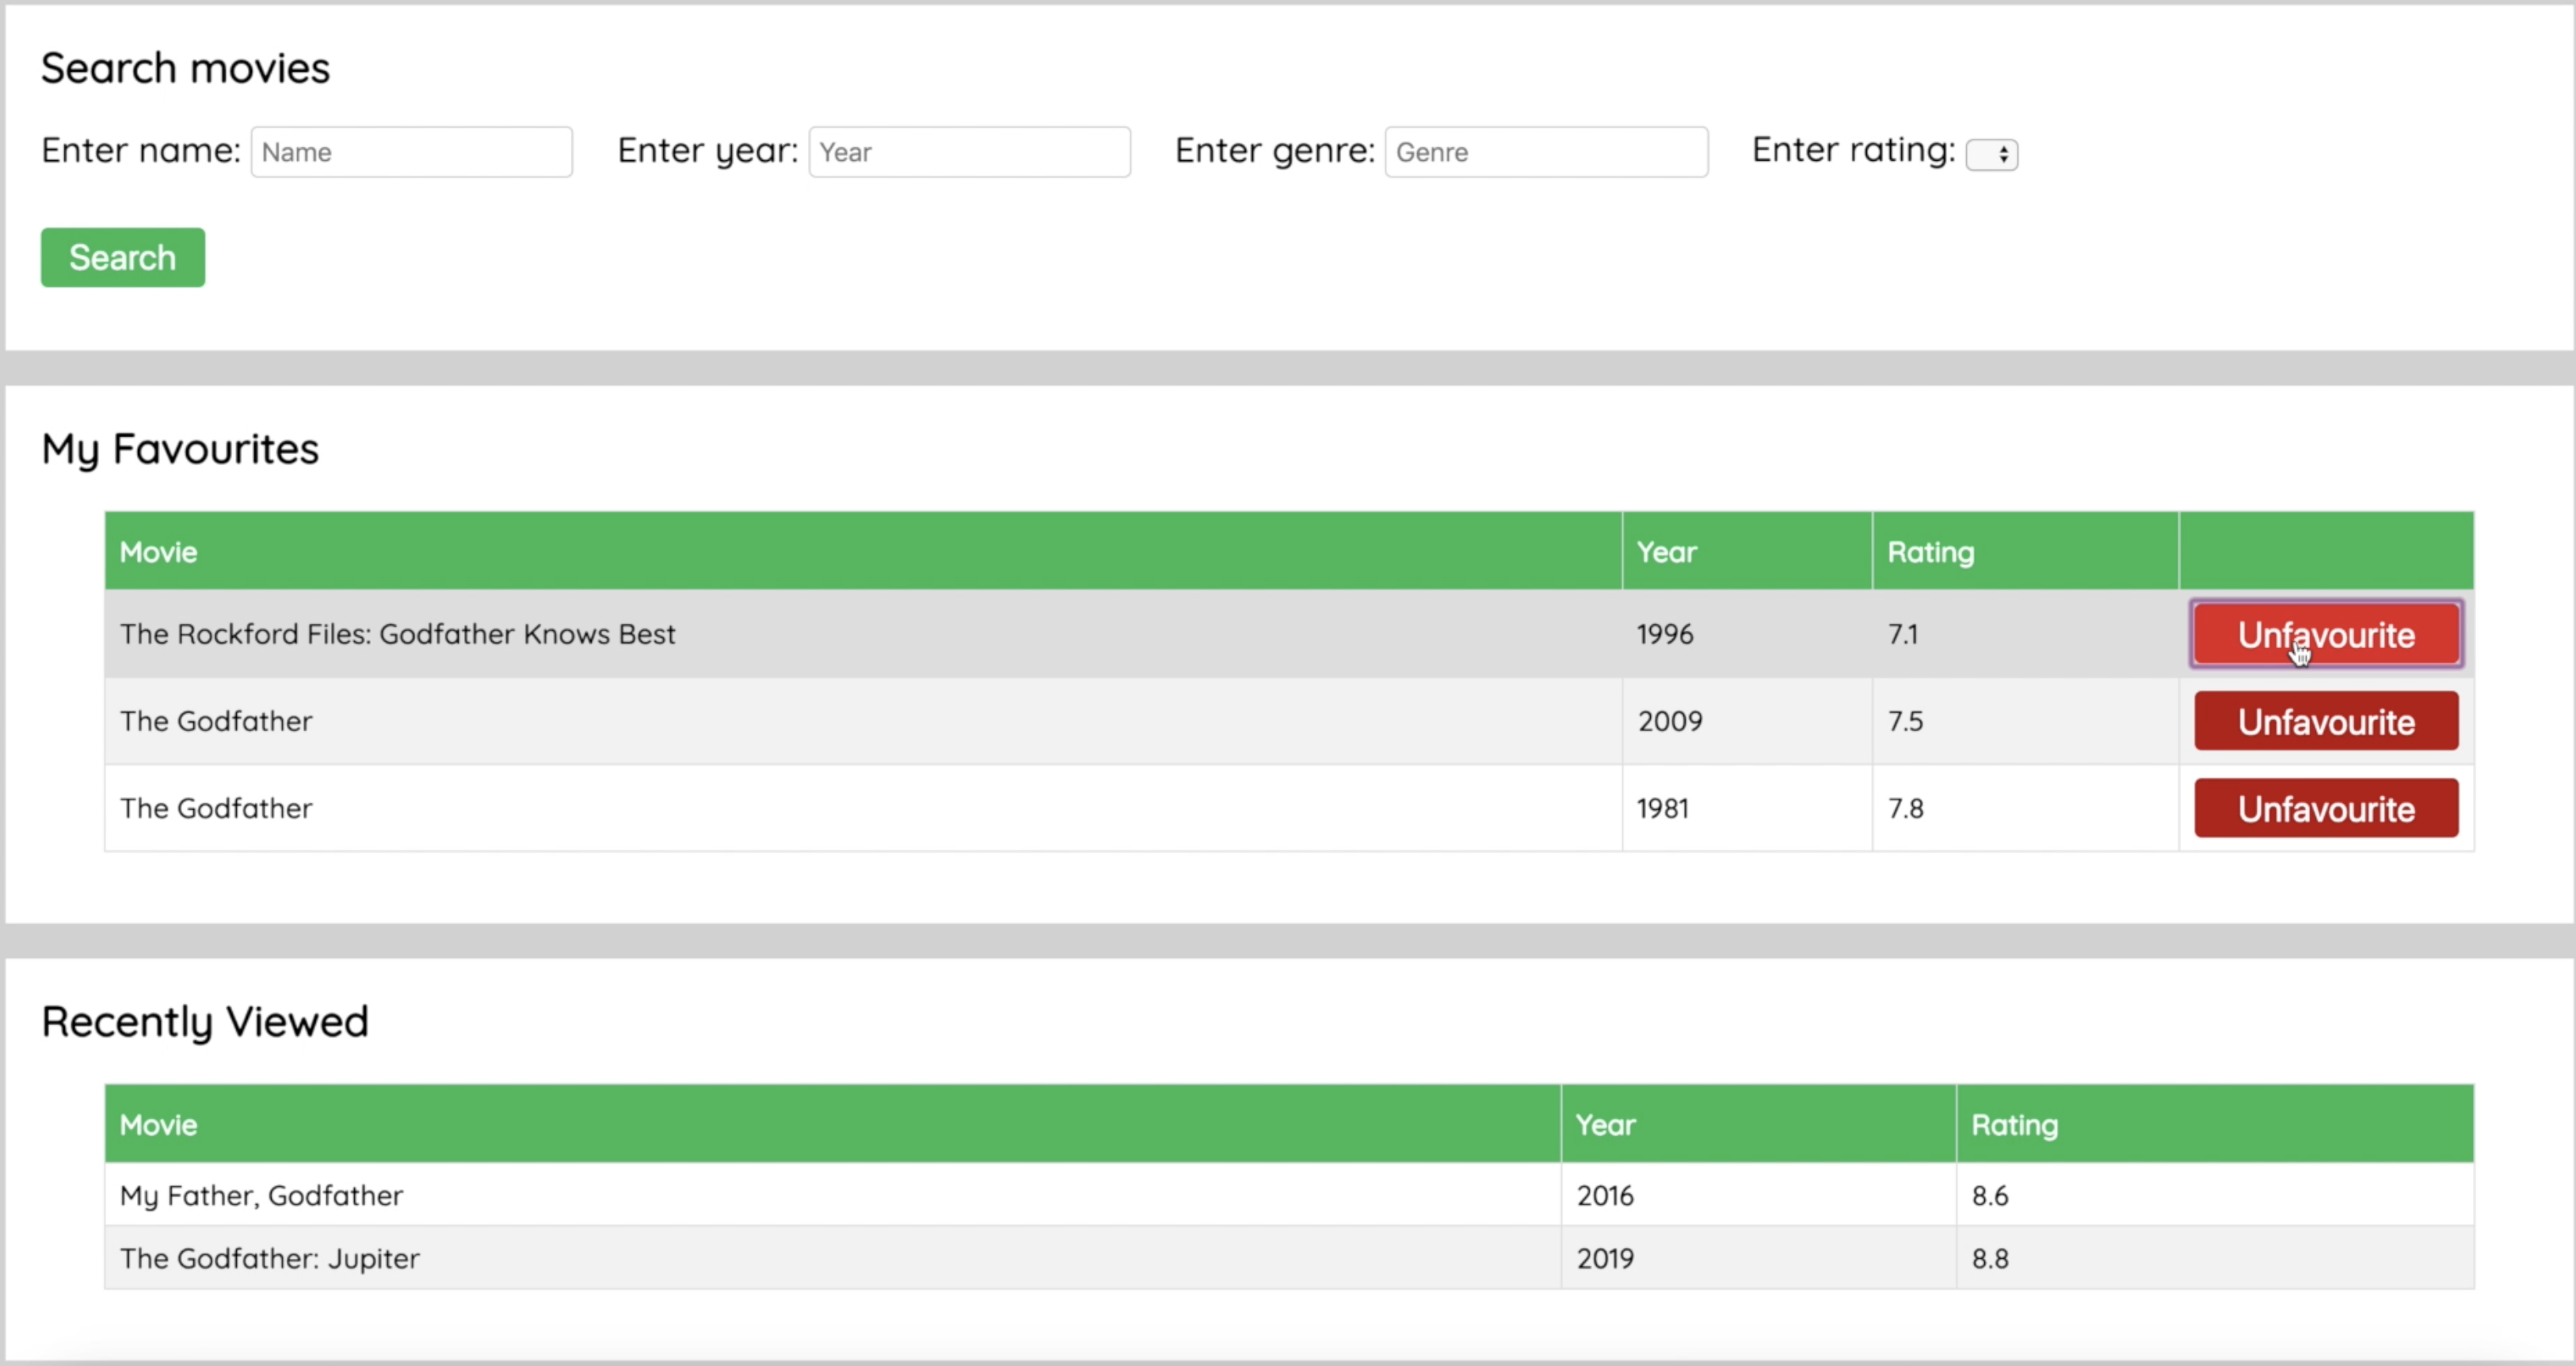 Search movies
Enter name: Name Enter year: Year Enter genre: Genre Enter rating:
Search
My Favourites
Movie Year Rating
The Rockford Files: Godfather Knows Best 1996 7.1 Unfavourite
The Godfather 2009 7.5 Unfavourite
The Godfather 1981 7.8 Unfavourite
Recently Viewed
Movie Year Rating
My Father, Godfather 2016 8.6
The Godfather: Jupiter 2019 8.8